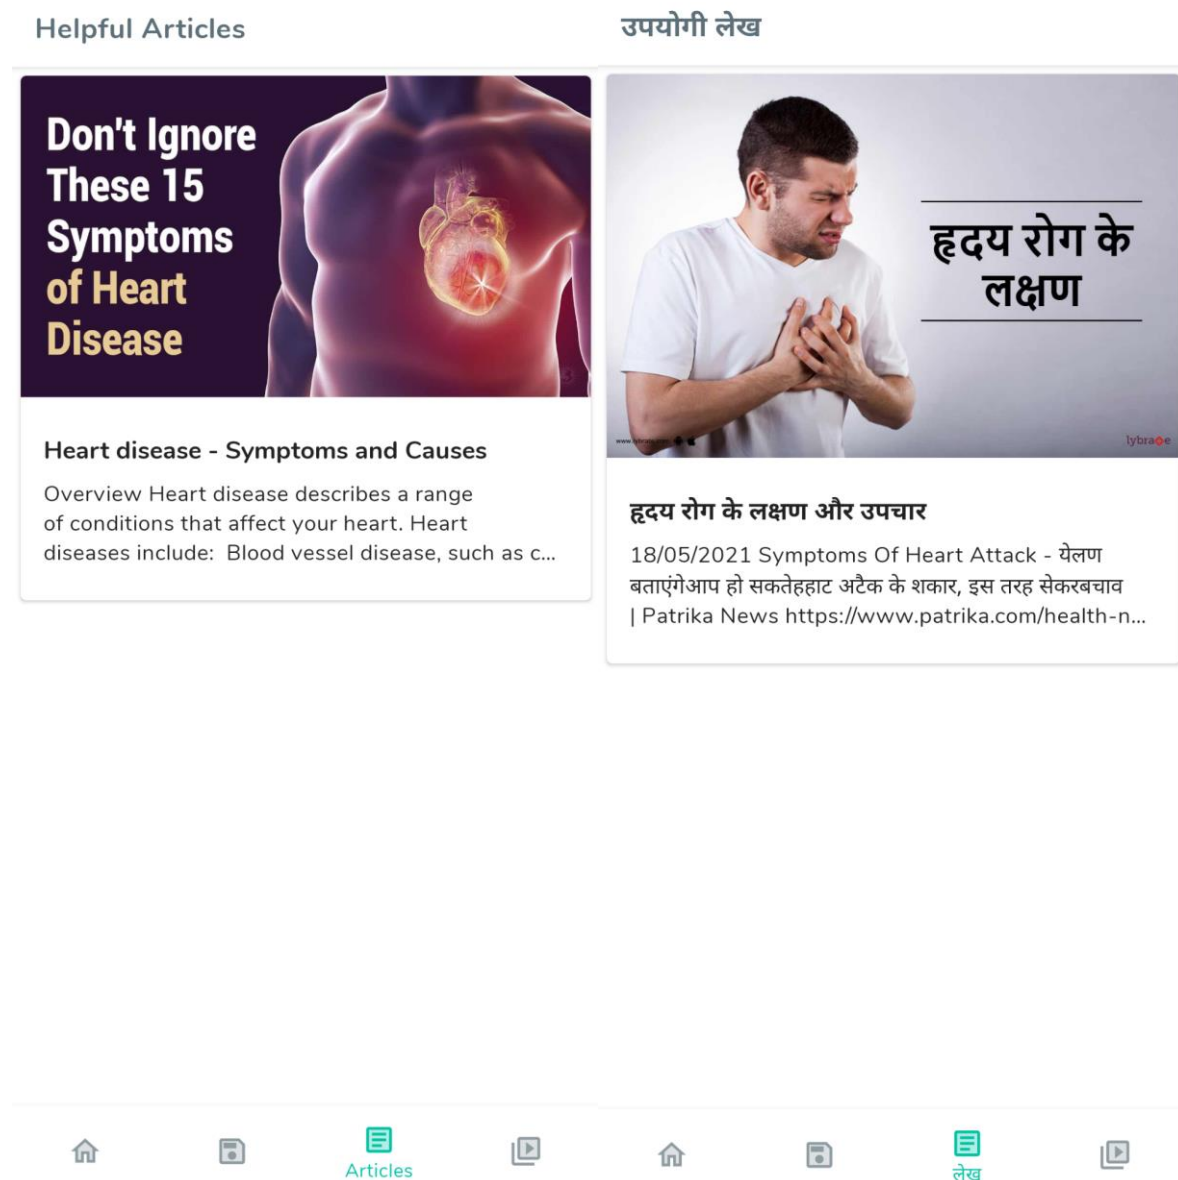 Helpful Articles
Don't Ignore
These 15
Symptoms
of Heart
Disease
Heart disease - Symptoms and Causes
Overview Heart disease describes a range
of conditions that affect your heart. Heart
diseases include: Blood vessel disease, such as c...
Articles
उपयोगी लेख
हृदय रोग के
लक्षण
lybrate
हृदय रोग के लक्षण और उपचार
18/05/2021 Symptoms Of Heart Attack - येलण
बताएंगेआप हो सकतेहहाट अटैक के शकार, इस तरह सेकरबचाव
| Patrika News https://www.patrika.com/health-n...
लेख